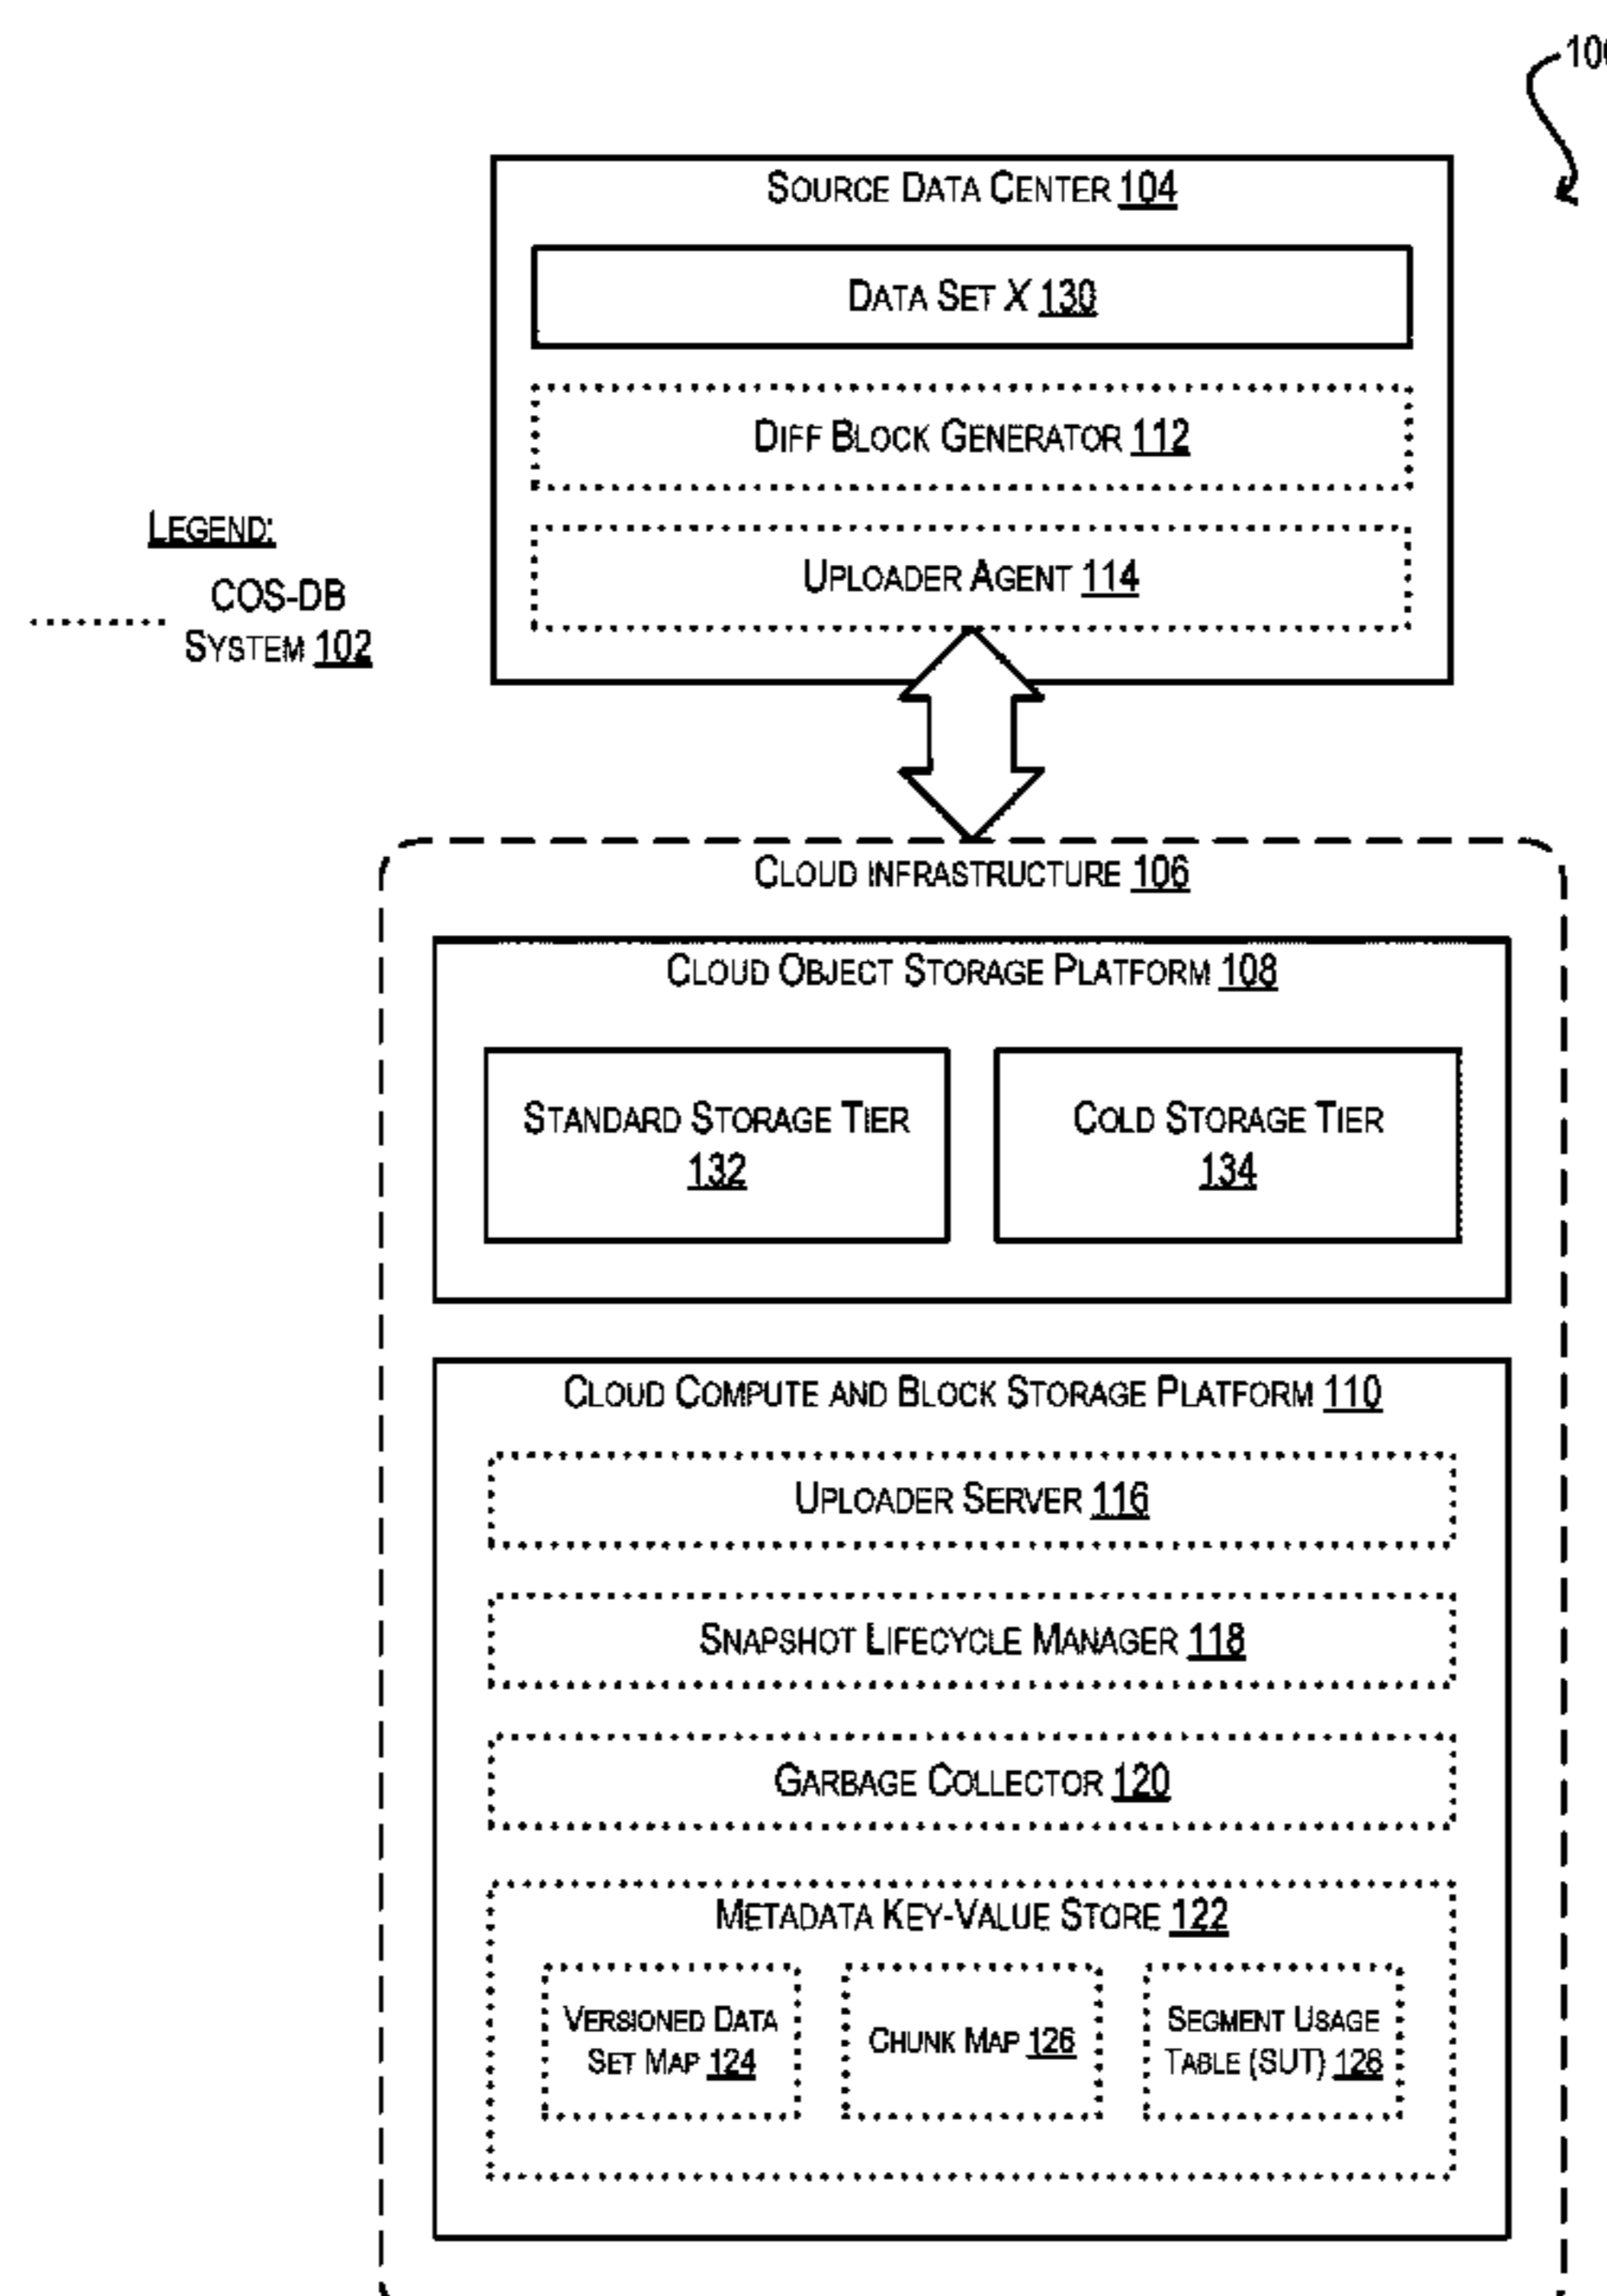 100
SOURCE DATA CENTER 104
DATA SET X 130
DIFF BLOCK GENERATOR 112
UPLOADER AGENT 114
LEGEND:
COS-DB
SYSTEM 102
CLOUD INFRASTRUCTURE 106
CLOUD OBJECT STORAGE PLATFORM 108
STANDARD STORAGE TIER
132
COLD STORAGE TIER
134
CLOUD COMPUTE AND BLOCK STORAGE PLATFORM 110
UPLOADER SERVER 116
SNAPSHOT LIFECYCLE MANAGER 118
GARBAGE COLLECTOR 120
METADATA KEY-VALUE STORE 122
VERSIONED DATA
SET MAP 124
CHUNK MAP 126
SEGMENT USAGE
TABLE (SUT) 128